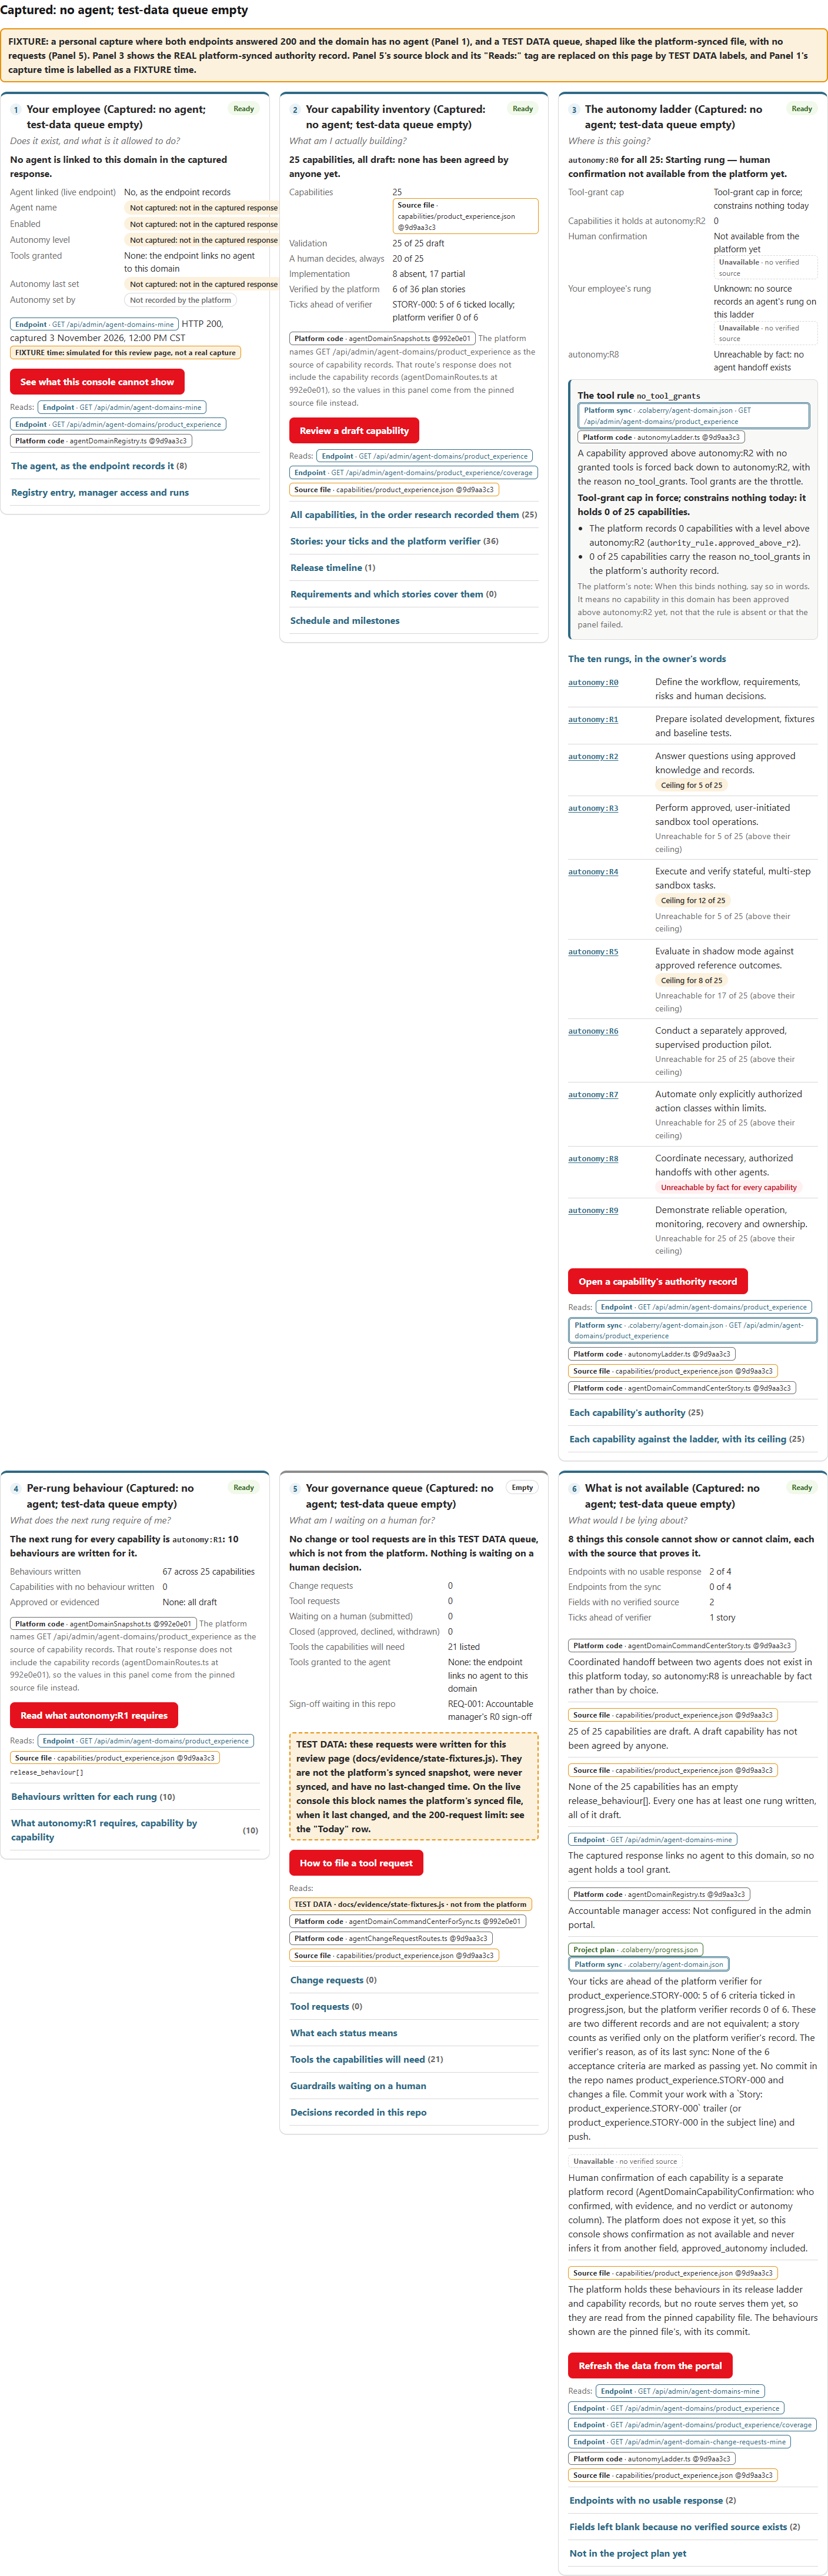 Captured: no agent; test-data queue empty
FIXTURE: a personal capture where both endpoints answered 200 and the domain has no agent (Panel 1), and a TEST DATA queue, shaped like the platform-synced file, with no
requests (Panel 5). Panel 3 shows the REAL platform-synced authority record. Panel 5's source block and its "Reads:" tag are replaced on this page by TEST DATA labels, and Panel 1's
capture time is labelled as a FIXTURE time.
1 Your employee (Captured: no agent; Ready
test-data queue empty)
Does it exist, and what is it allowed to do?
No agent is linked to this domain in the captured
response.
Agent linked (live endpoint) No, as the endpoint records
Agent name Not captured: not in the captured response
Enabled Not captured: not in the captured response
Autonomy level Not captured: not in the captured response
Tools granted None: the endpoint links no agent
to this domain
Autonomy last set Not captured: not in the captured response
Autonomy set by Not recorded by the platform
Endpoint · GET /api/admin/agent-domains-mine HTTP 200,
captured 3 November 2026, 12:00 PM CST
FIXTURE time: simulated for this review page, not a real capture
See what this console cannot show
Reads: Endpoint · GET /api/admin/agent-domains-mine
Endpoint · GET /api/admin/agent-domains/product_experience
Platform code · agentDomainRegistry.ts @9d9aa3c3
The agent, as the endpoint records it (8)
Registry entry, manager access and runs
2 Your capability inventory (Captured: Ready
no agent; test-data queue empty)
What am I actually building?
25 capabilities, all draft: none has been agreed by
anyone yet.
Capabilities 25
Source file ·
capabilities/product_experience.json
@9d9aa3c3
Validation 25 of 25 draft
A human decides, always 20 of 25
Implementation 8 absent, 17 partial
Verified by the platform 6 of 36 plan stories
Ticks ahead of verifier STORY-000: 5 of 6 ticked locally;
platform verifier 0 of 6
Platform code · agentDomainSnapshot.ts @992e0e01 The platform
names GET /api/admin/agent-domains/product_experience as the
source of capability records. That route's response does not
include the capability records (agentDomainRoutes.ts at
992e0e01), so the values in this panel come from the pinned
source file instead.
Review a draft capability
Reads: Endpoint · GET /api/admin/agent-domains/product_experience
Endpoint · GET /api/admin/agent-domains/product_experience/coverage
Source file · capabilities/product_experience.json @9d9aa3c3
All capabilities, in the order research recorded them (25)
Stories: your ticks and the platform verifier (36)
Release timeline (1)
Requirements and which stories cover them (0)
Schedule and milestones
3 The autonomy ladder (Captured: no Ready
agent; test-data queue empty)
Where is this going?
autonomy:R0 for all 25: Starting rung — human
confirmation not available from the platform yet.
Tool-grant cap Tool-grant cap in force;
constrains nothing today
Capabilities it holds at autonomy:R2 0
Human confirmation Not available from the
platform yet
Unavailable · no verified
source
Your employee's rung Unknown: no source
records an agent's rung on
this ladder
Unavailable · no verified
source
autonomy:R8 Unreachable by fact: no
agent handoff exists
The tool rule no_tool_grants
Platform sync · .colaberry/agent-domain.json · GET
/api/admin/agent-domains/product_experience
Platform code · autonomyLadder.ts @9d9aa3c3
A capability approved above autonomy:R2 with no
granted tools is forced back down to autonomy:R2, with
the reason no_tool_grants. Tool grants are the throttle.
Tool-grant cap in force; constrains nothing today: it
holds 0 of 25 capabilities.
• The platform records 0 capabilities with a level above
autonomy:R2 (authority_rule.approved_above_r2).
• 0 of 25 capabilities carry the reason no_tool_grants in
the platform's authority record.
The platform's note: When this binds nothing, say so in words.
It means no capability in this domain has been approved
above autonomy:R2 yet, not that the rule is absent or that the
panel failed.
The ten rungs, in the owner's words
autonomy:R0 Define the workflow, requirements,
risks and human decisions.
autonomy:R1 Prepare isolated development, fixtures
and baseline tests.
autonomy:R2 Answer questions using approved
knowledge and records.
Ceiling for 5 of 25
autonomy:R3 Perform approved, user-initiated
sandbox tool operations.
Unreachable for 5 of 25 (above their
ceiling)
autonomy:R4 Execute and verify stateful, multi-step
sandbox tasks.
Ceiling for 12 of 25
Unreachable for 5 of 25 (above their
ceiling)
autonomy:R5 Evaluate in shadow mode against
approved reference outcomes.
Ceiling for 8 of 25
Unreachable for 17 of 25 (above their
ceiling)
autonomy:R6 Conduct a separately approved,
supervised production pilot.
Unreachable for 25 of 25 (above their
ceiling)
autonomy:R7 Automate only explicitly authorized
action classes within limits.
Unreachable for 25 of 25 (above their
ceiling)
autonomy:R8 Coordinate necessary, authorized
handoffs with other agents.
Unreachable by fact for every capability
autonomy:R9 Demonstrate reliable operation,
monitoring, recovery and ownership.
Unreachable for 25 of 25 (above their
ceiling)
Open a capability's authority record
Reads: Endpoint · GET /api/admin/agent-domains/product_experience
Platform sync · .colaberry/agent-domain.json · GET /api/admin/agent-
domains/product_experience
Platform code · autonomyLadder.ts @9d9aa3c3
Source file · capabilities/product_experience.json @9d9aa3c3
Platform code · agentDomainCommandCenterStory.ts @9d9aa3c3
Each capability's authority (25)
Each capability against the ladder, with its ceiling (25)
4 Per-rung behaviour (Captured: no Ready
agent; test-data queue empty)
What does the next rung require of me?
The next rung for every capability is autonomy:R1: 10
behaviours are written for it.
Behaviours written 67 across 25 capabilities
Capabilities with no behaviour written 0
Approved or evidenced None: all draft
Platform code · agentDomainSnapshot.ts @992e0e01 The platform
names GET /api/admin/agent-domains/product_experience as the
source of capability records. That route's response does not
include the capability records (agentDomainRoutes.ts at
992e0e01), so the values in this panel come from the pinned
source file instead.
Read what autonomy:R1 requires
Reads: Endpoint · GET /api/admin/agent-domains/product_experience
Source file · capabilities/product_experience.json @9d9aa3c3
release_behaviour[]
Behaviours written for each rung (10)
What autonomy:R1 requires, capability by
capability (10)
5 Your governance queue (Captured: no Empty
agent; test-data queue empty)
What am I waiting on a human for?
No change or tool requests are in this TEST DATA queue,
which is not from the platform. Nothing is waiting on a
human decision.
Change requests 0
Tool requests 0
Waiting on a human (submitted) 0
Closed (approved, declined, withdrawn) 0
Tools the capabilities will need 21 listed
Tools granted to the agent None: the endpoint
links no agent to this
domain
Sign-off waiting in this repo REQ-001: Accountable
manager's R0 sign-off
TEST DATA: these requests were written for this
review page (docs/evidence/state-fixtures.js). They
are not the platform's synced snapshot, were never
synced, and have no last-changed time. On the live
console this block names the platform's synced file,
when it last changed, and the 200-request limit: see
the "Today" row.
How to file a tool request
Reads:
TEST DATA · docs/evidence/state-fixtures.js · not from the platform
Platform code · agentDomainCommandCenterForSync.ts @992e0e01
Platform code · agentChangeRequestRoutes.ts @9d9aa3c3
Source file · capabilities/product_experience.json @9d9aa3c3
Change requests (0)
Tool requests (0)
What each status means
Tools the capabilities will need (21)
Guardrails waiting on a human
Decisions recorded in this repo
6 What is not available (Captured: no Ready
agent; test-data queue empty)
What would I be lying about?
8 things this console cannot show or cannot claim, each
with the source that proves it.
Endpoints with no usable response 2 of 4
Endpoints from the sync 0 of 4
Fields with no verified source 2
Ticks ahead of verifier 1 story
Platform code · agentDomainCommandCenterStory.ts @9d9aa3c3
Coordinated handoff between two agents does not exist in
this platform today, so autonomy:R8 is unreachable by fact
rather than by choice.
Source file · capabilities/product_experience.json @9d9aa3c3
25 of 25 capabilities are draft. A draft capability has not
been agreed by anyone.
Source file · capabilities/product_experience.json @9d9aa3c3
None of the 25 capabilities has an empty
release_behaviour[]. Every one has at least one rung written,
all of it draft.
Endpoint · GET /api/admin/agent-domains-mine
The captured response links no agent to this domain, so no
agent holds a tool grant.
Platform code · agentDomainRegistry.ts @9d9aa3c3
Accountable manager access: Not configured in the admin
portal.
Project plan · .colaberry/progress.json
Platform sync · .colaberry/agent-domain.json
Your ticks are ahead of the platform verifier for
product_experience.STORY-000: 5 of 6 criteria ticked in
progress.json, but the platform verifier records 0 of 6. These
are two different records and are not equivalent; a story
counts as verified only on the platform verifier's record. The
verifier's reason, as of its last sync: None of the 6
acceptance criteria are marked as passing yet. No commit in
the repo names product_experience.STORY-000 and
changes a file. Commit your work with a `Story:
product_experience.STORY-000` trailer (or
product_experience.STORY-000 in the subject line) and
push.
Unavailable · no verified source
Human confirmation of each capability is a separate
platform record (AgentDomainCapabilityConfirmation: who
confirmed, with evidence, and no verdict or autonomy
column). The platform does not expose it yet, so this
console shows confirmation as not available and never
infers it from another field, approved_autonomy included.
Source file · capabilities/product_experience.json @9d9aa3c3
The platform holds these behaviours in its release ladder
and capability records, but no route serves them yet, so
they are read from the pinned capability file. The behaviours
shown are the pinned file's, with its commit.
Refresh the data from the portal
Reads: Endpoint · GET /api/admin/agent-domains-mine
Endpoint · GET /api/admin/agent-domains/product_experience
Endpoint · GET /api/admin/agent-domains/product_experience/coverage
Endpoint · GET /api/admin/agent-domain-change-requests-mine
Platform code · autonomyLadder.ts @9d9aa3c3
Source file · capabilities/product_experience.json @9d9aa3c3
Endpoints with no usable response (2)
Fields left blank because no verified source exists (2)
Not in the project plan yet